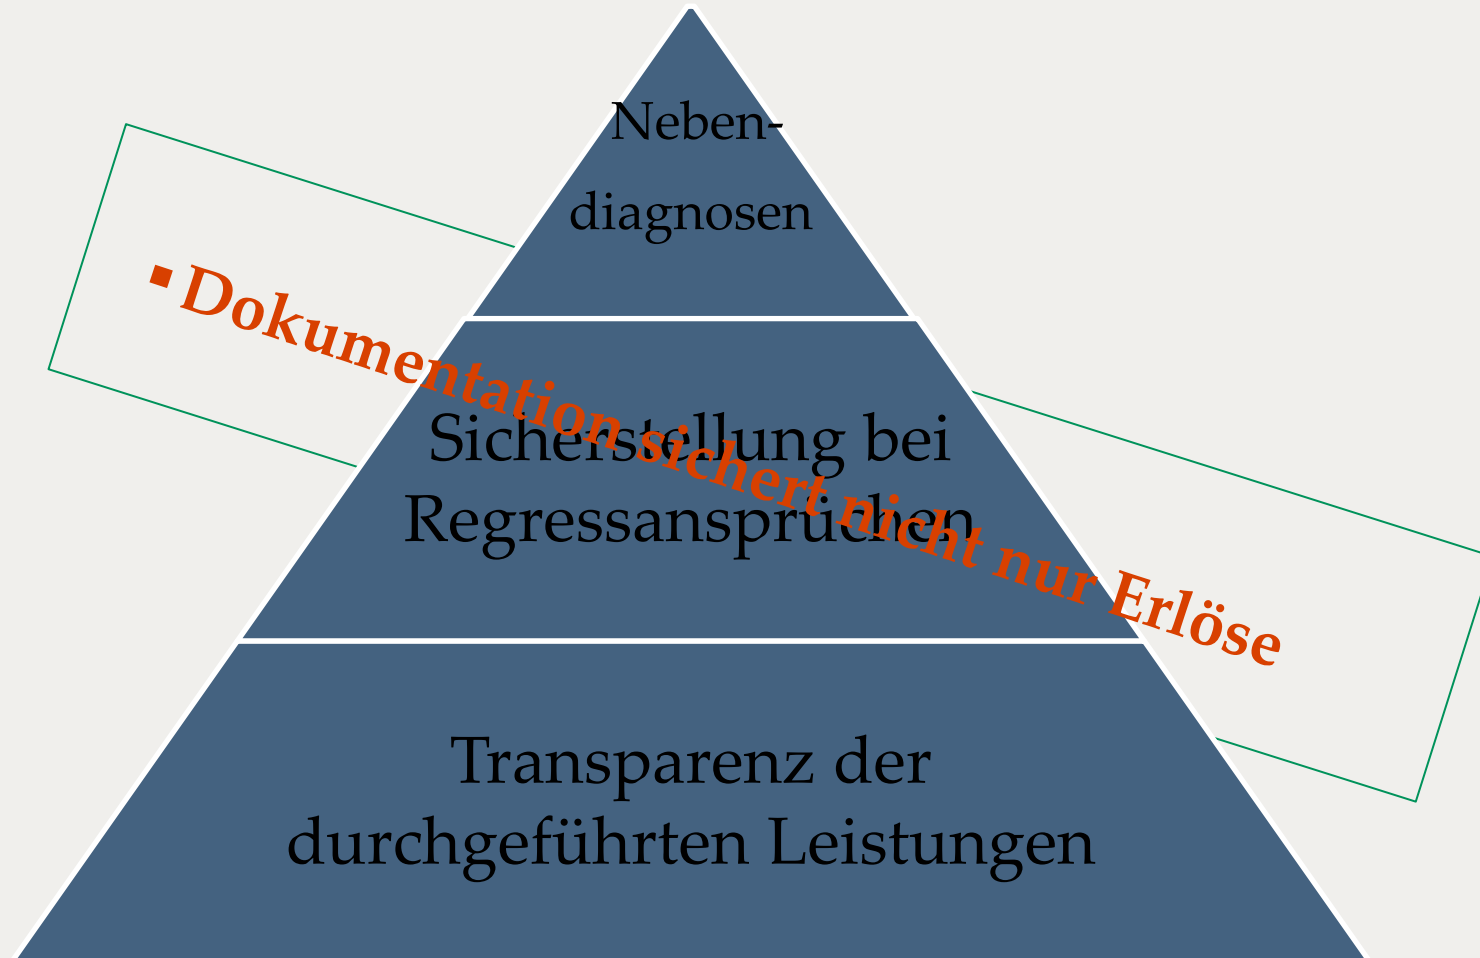 Neben-
diagnosen
▪ Dokumentation sichert nicht nur Erlöse
Sicherstellung bei
Regressansprüchen
Transparenz der
durchgeführten Leistungen